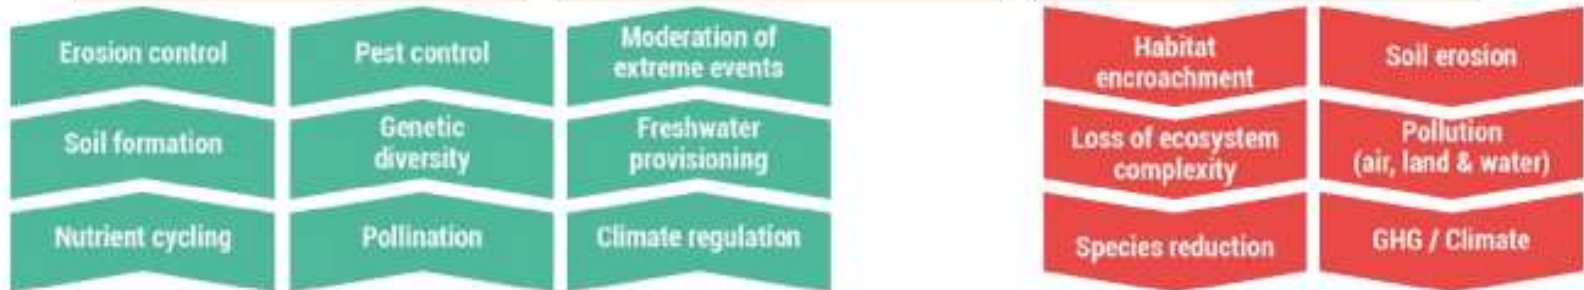 Erosion control
Pest control
Moderation of
extreme events
Habitat
encroachment
Soil erosion
Soil formation
Genetic
diversity
Freshwater
provisioning
Loss of ecosystem
complexity
Pollution
(air, land & water)
Nutrient cycling
Pollination
Climate regulation
Species reduction
GHG / Climate